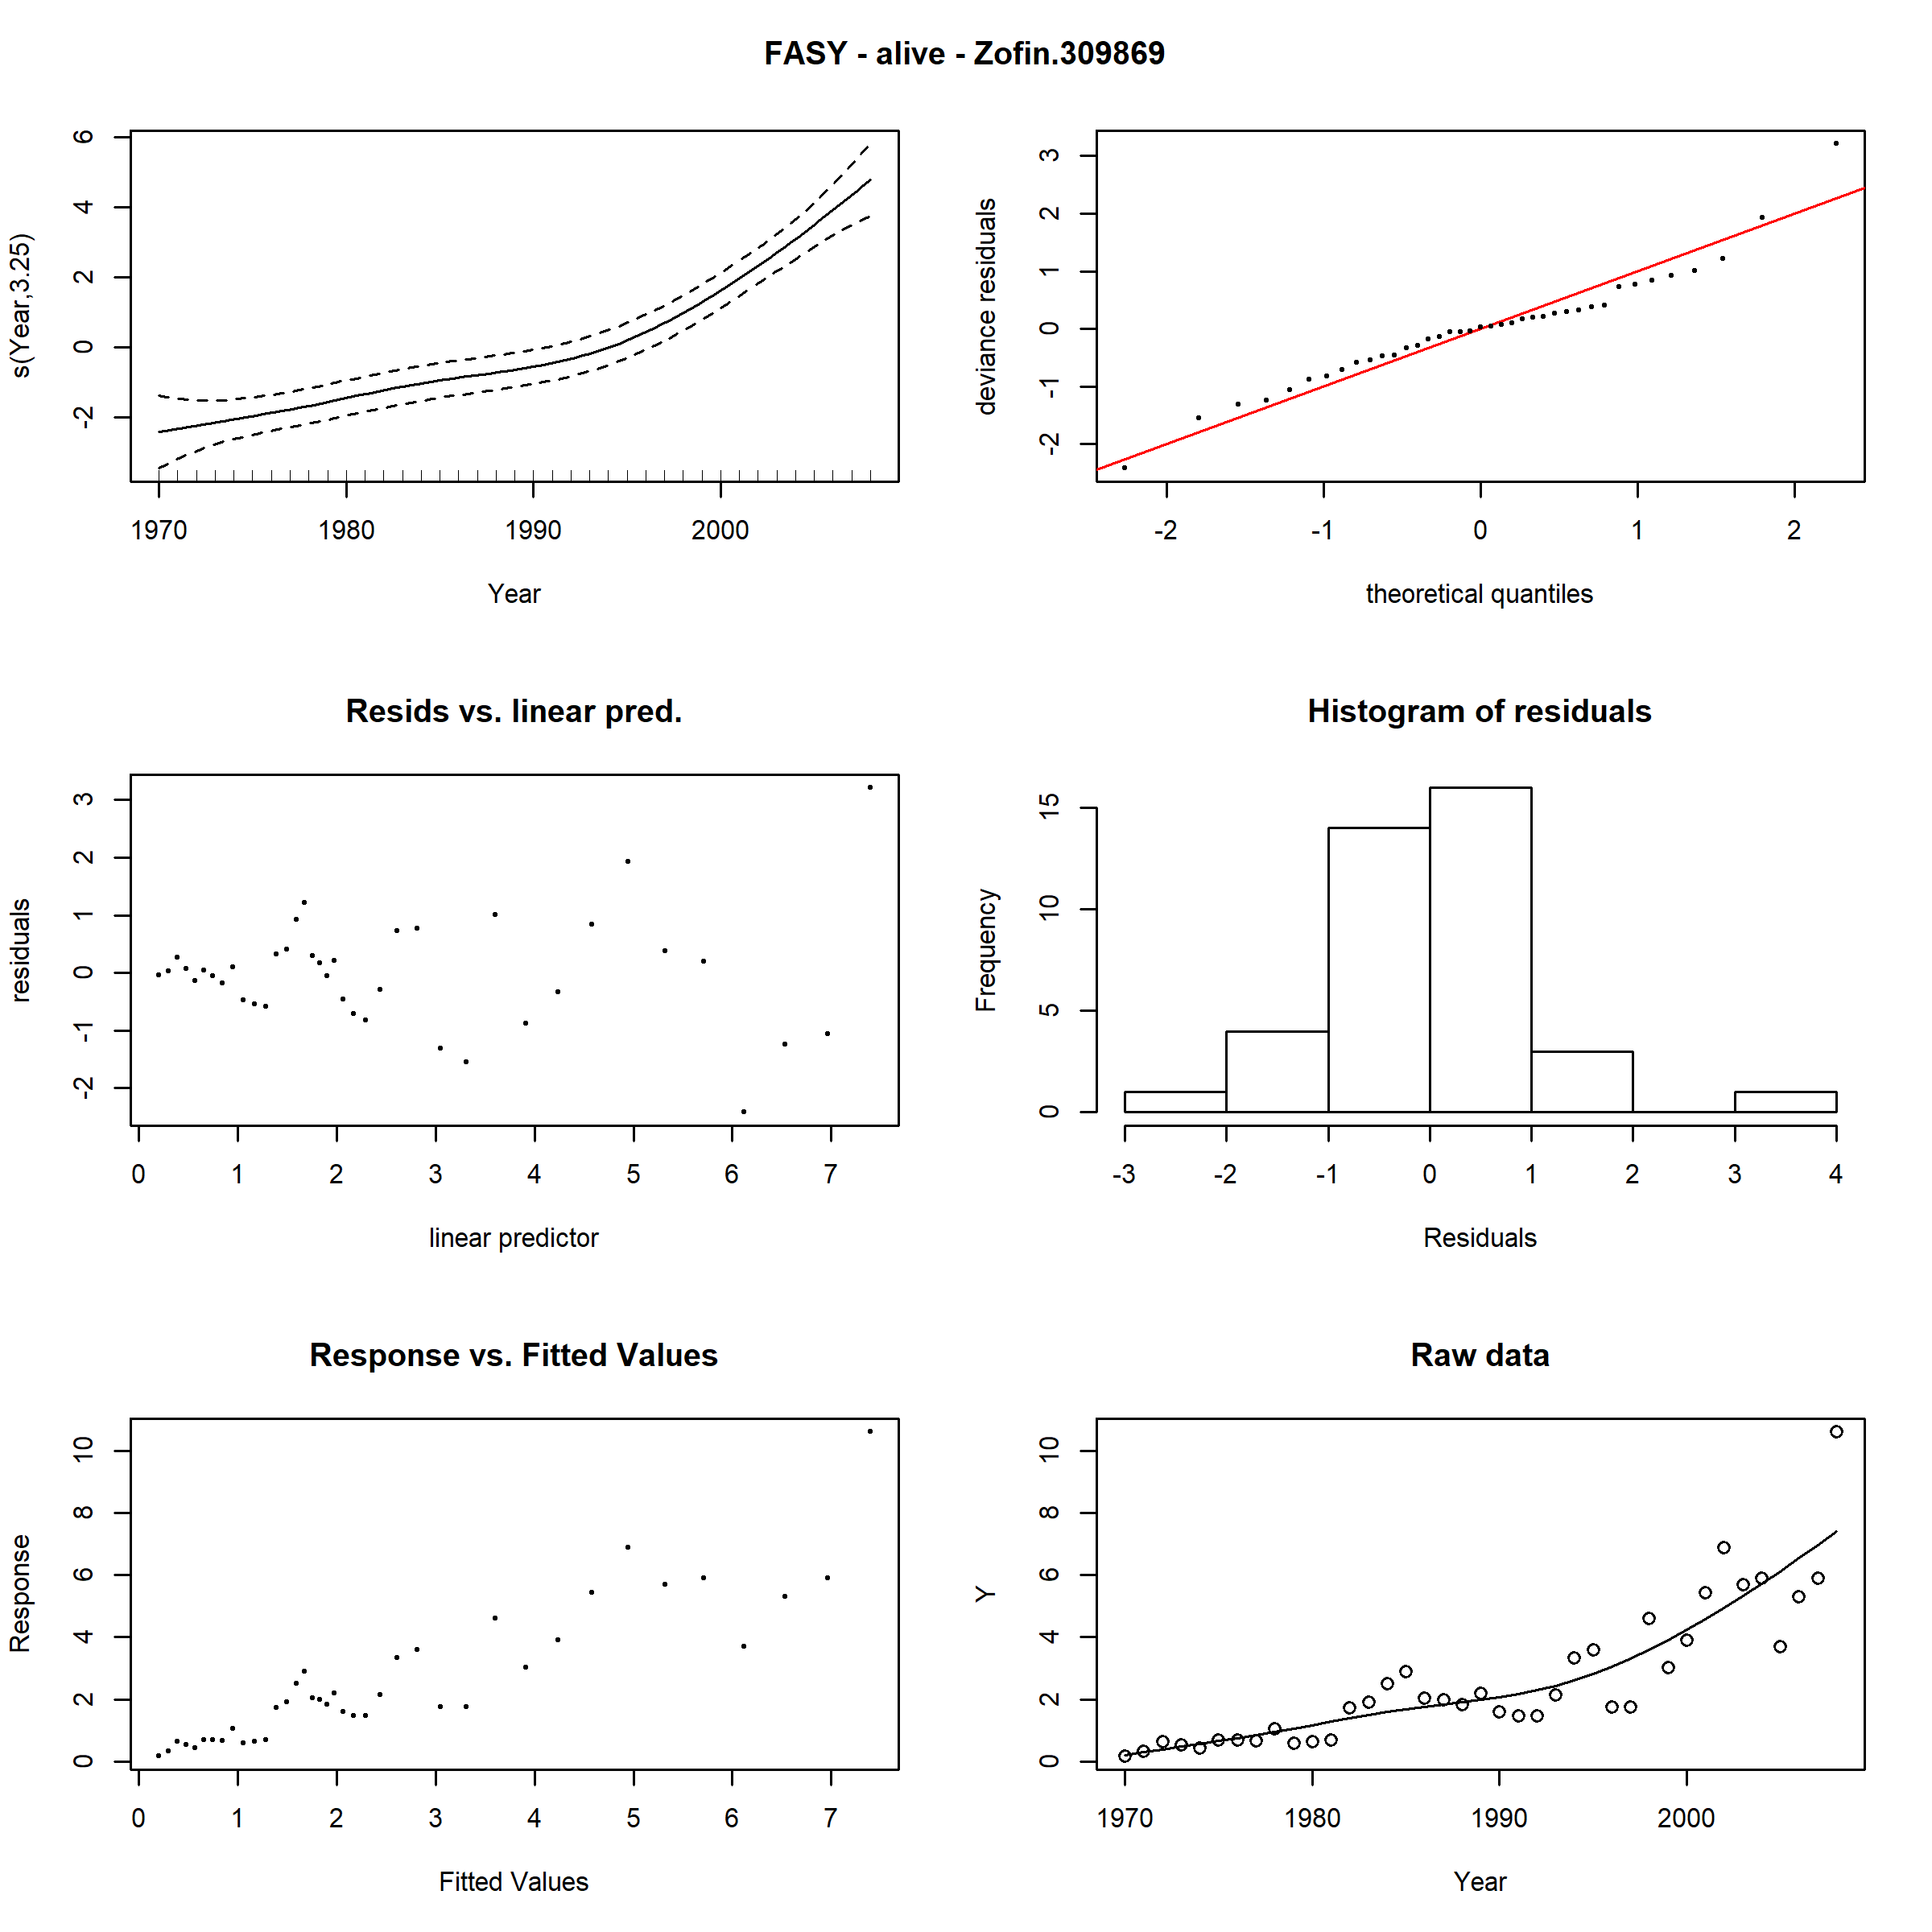 FASY - alive - Zofin.309869
s(Year,3.25)
6
4
2
0
-2
1970 1980 1990 2000
Year
deviance residuals
3
2
1
0
-1
-2
-2 -1 0 1 2
theoretical quantiles
Resids vs. linear pred.
residuals
3
2
1
0
-1
-2
0 1 2 3 4 5 6 7
linear predictor
Histogram of residuals
Frequency
15
10
5
0
-3 -2 -1 0 1 2 3 4
Residuals
Response vs. Fitted Values
Response
10
8
6
4
2
0
0 1 2 3 4 5 6 7
Fitted Values
Raw data
Y
10
8
6
4
2
0
1970 1980 1990 2000
Year